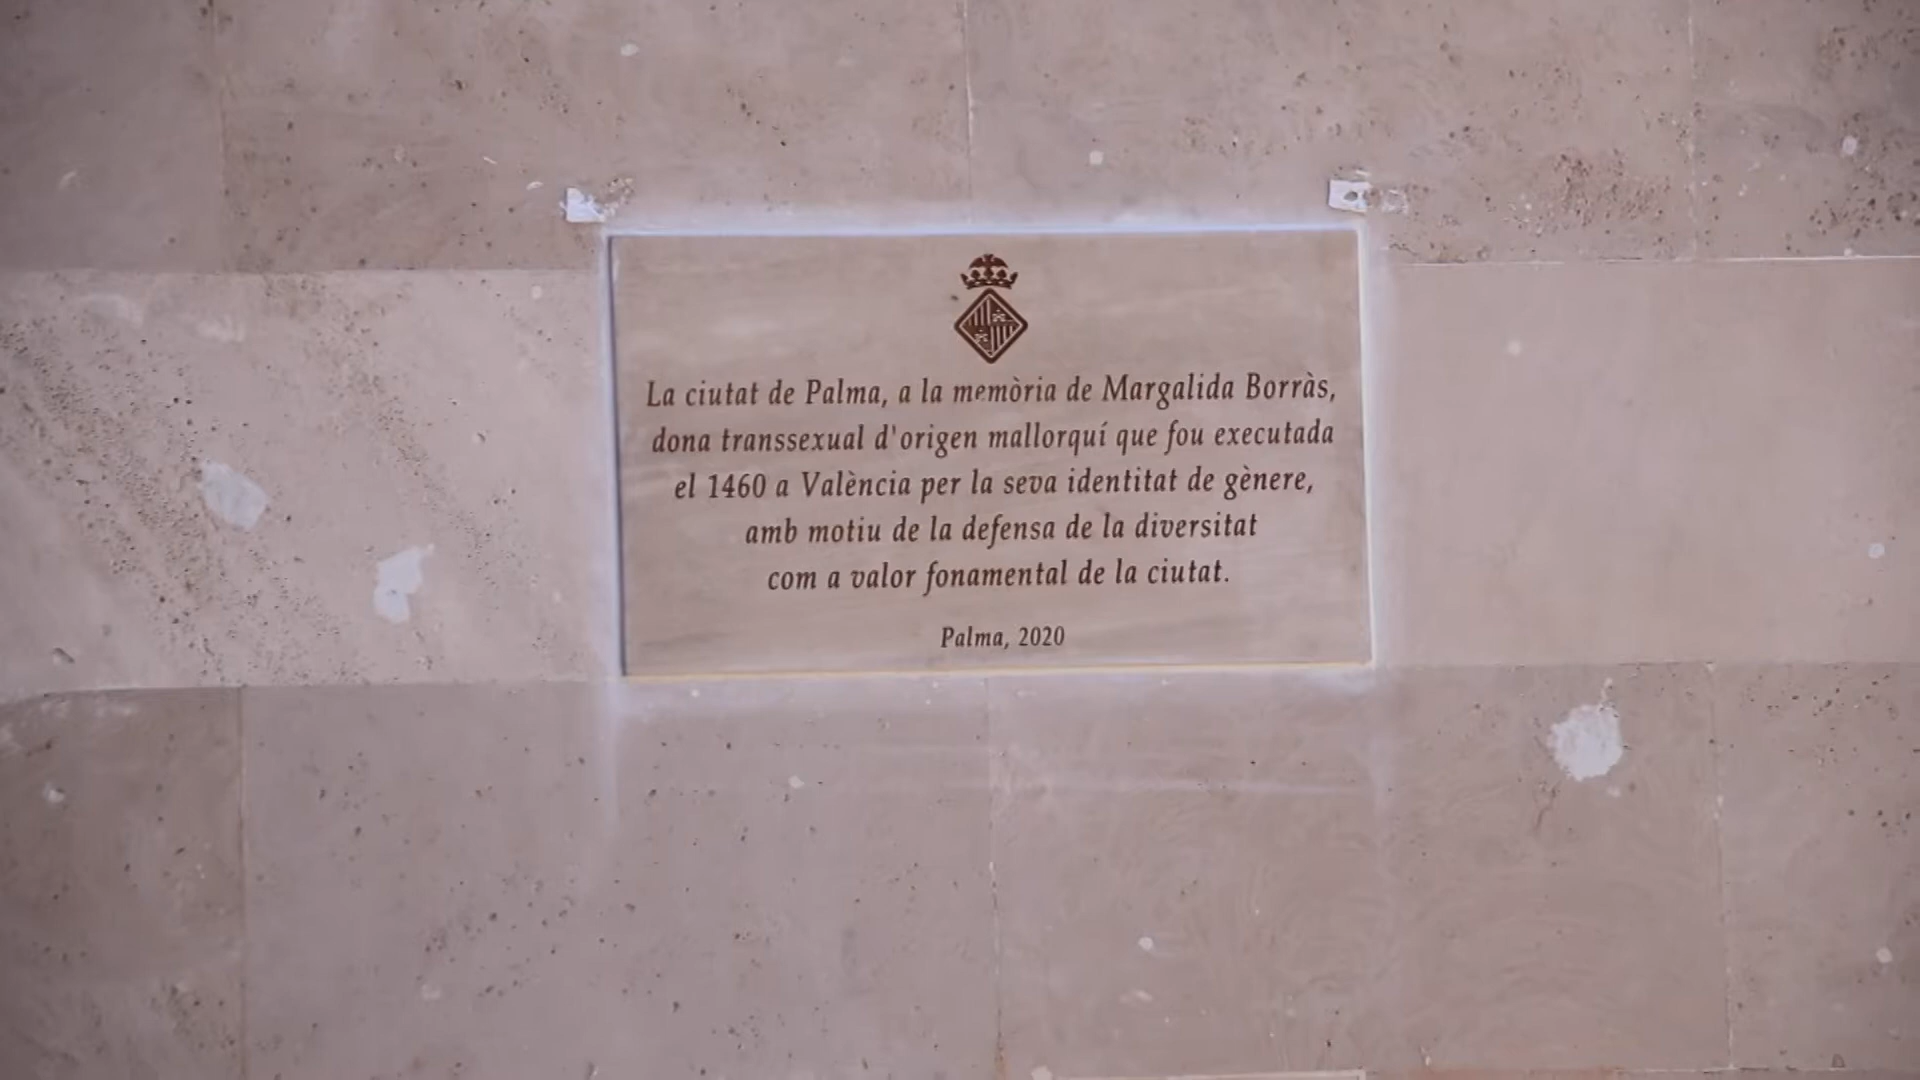 La ciutat de Palma, a la memòria de Margalida Borràs,
dona transsexual d'origen mallorquí que fou executada
el 1460 a València per la seva identitat de gènere,
amb motiu de la defensa de la diversitat
com a valor fonamental de la ciutat.
Palma, 2020